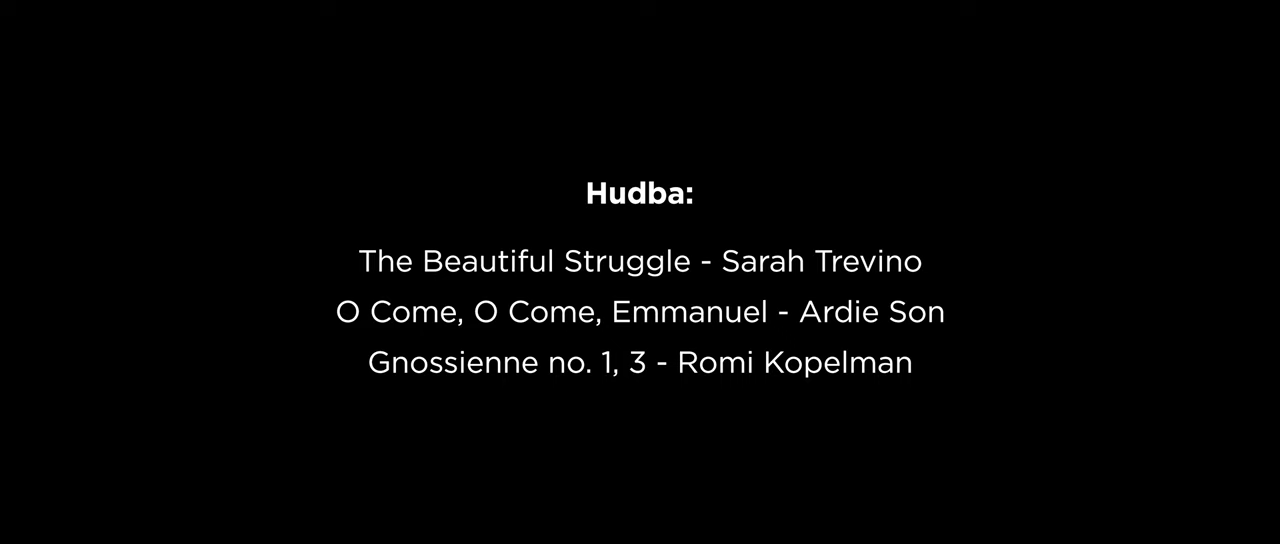 Hudba:
The Beautiful Struggle - Sarah Trevino
O Come, O Come, Emmanuel - Ardie Son
Gnossienne no. 1, 3 - Romi Kopelman